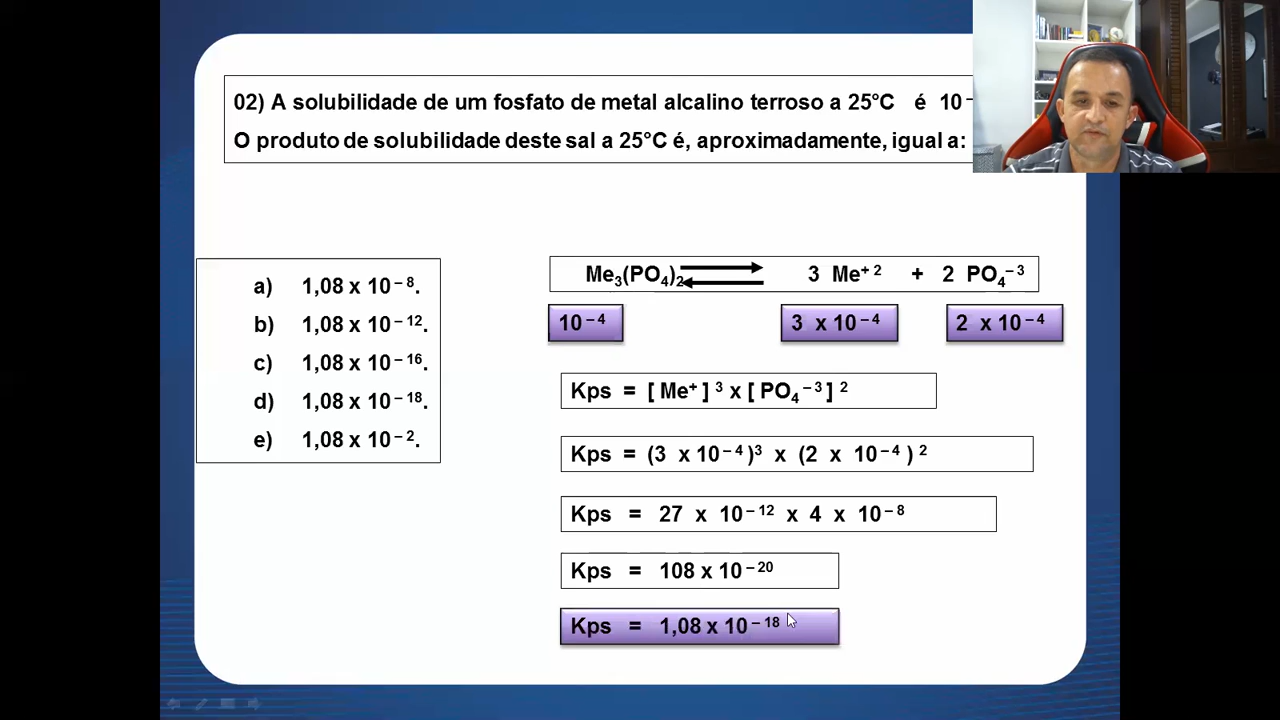 02) A solubilidade de um fosfato de metal alcalino terroso a 25°C é 10⁻
O produto de solubilidade deste sal a 25°C é, aproximadamente, igual a:
a) 1,08 x 10⁻⁸.
b) 1,08 x 10⁻¹².
c) 1,08 x 10⁻¹⁶.
d) 1,08 x 10⁻¹⁸.
e) 1,08 x 10⁻².
Me₃(PO₄)₂ ⇌ 3 Me⁺² + 2 PO₄⁻³
10⁻⁴ 3 x 10⁻⁴ 2 x 10⁻⁴
Kps = [ Me⁺ ] ³ x [ PO₄⁻³ ] ²
Kps = (3 x 10⁻⁴ )³ x (2 x 10⁻⁴ ) ²
Kps = 27 x 10⁻¹² x 4 x 10⁻⁸
Kps = 108 x 10⁻²⁰
Kps = 1,08 x 10⁻¹⁸